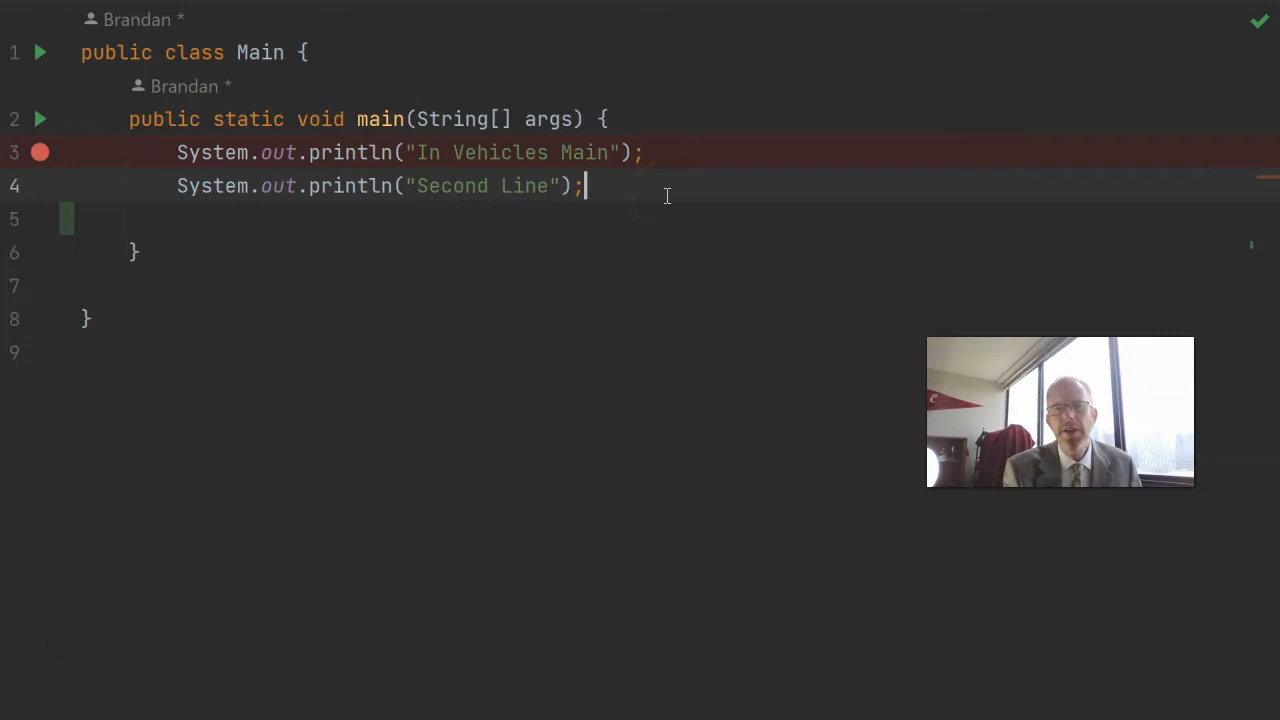 Brandan *
1 public class Main {
Brandan *
2 public static void main(String[] args) {
3 System.out.println("In Vehicles Main");
4 System.out.println("Second Line");
5
6 }
7
8 }
9
C